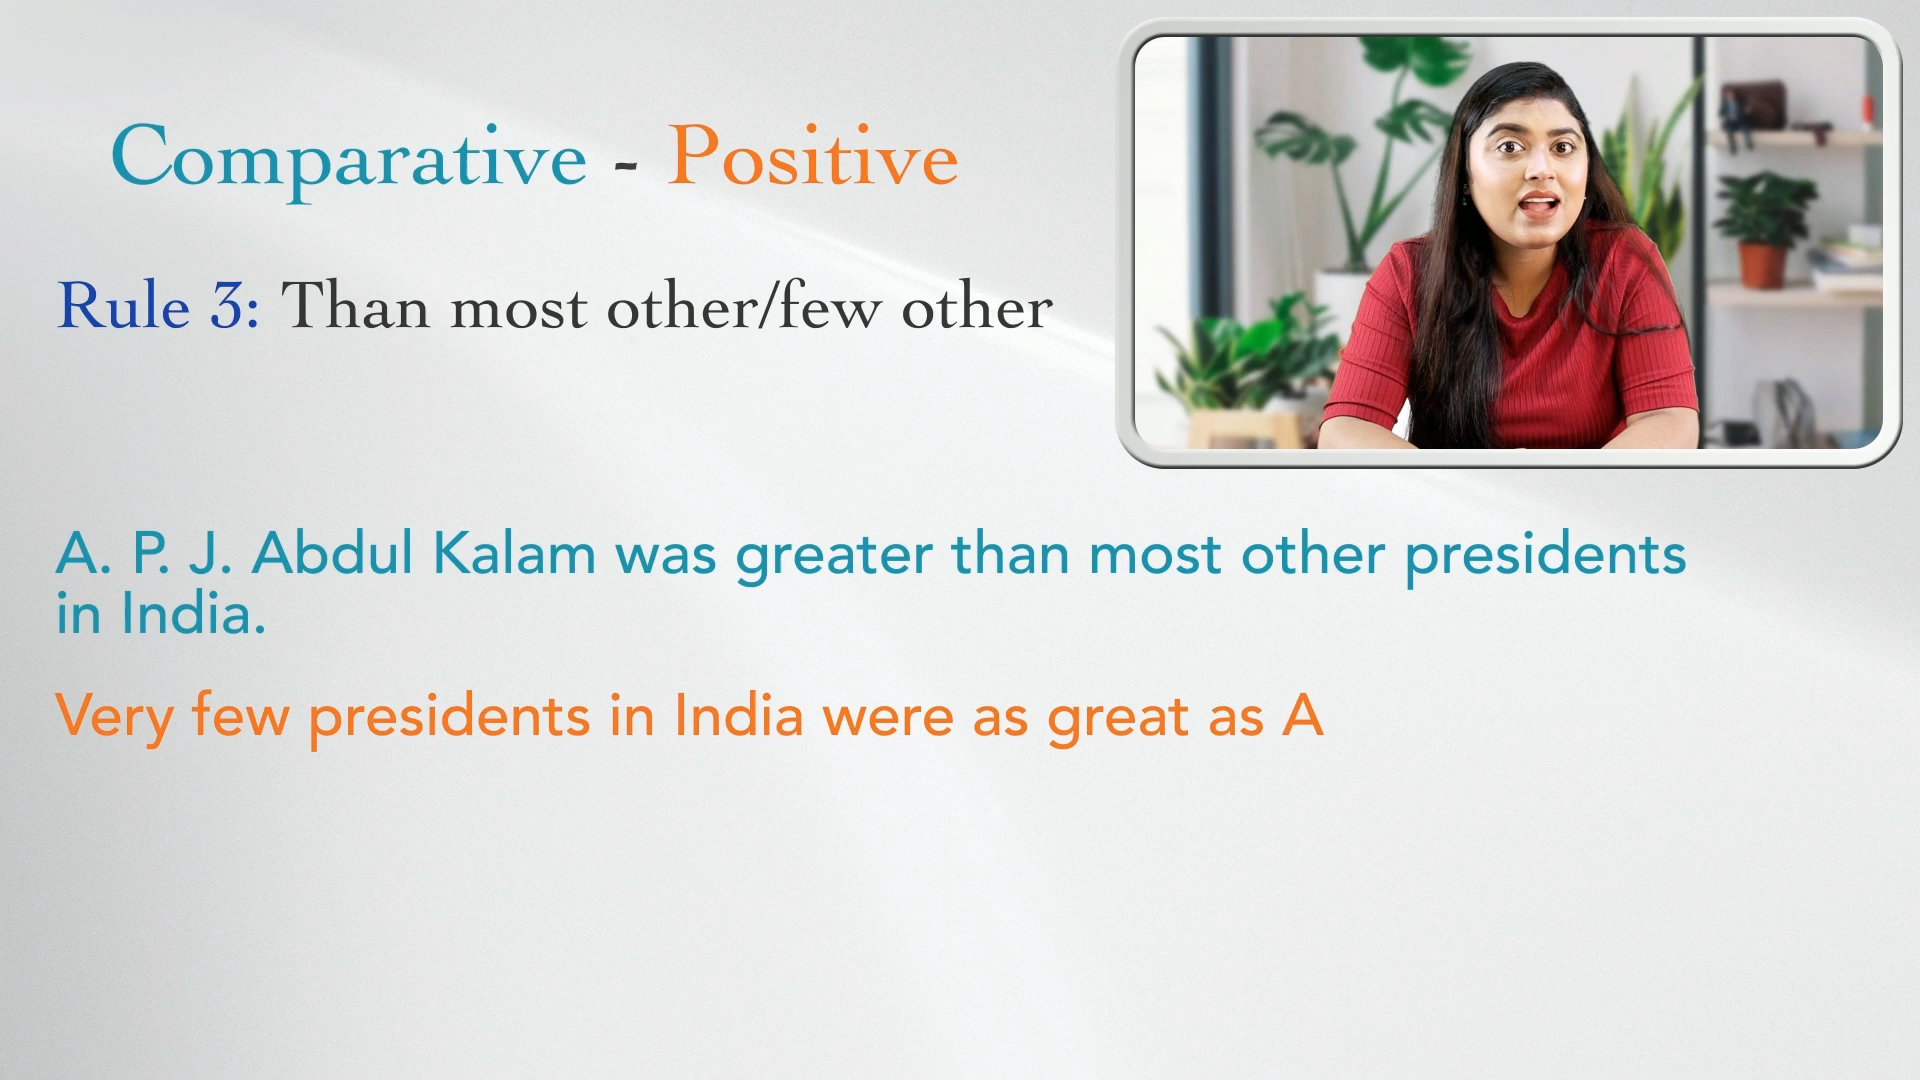 Comparative - Positive
Rule 3: Than most other/few other
A. P. J. Abdul Kalam was greater than most other presidents
in India.
Very few presidents in India were as great as A